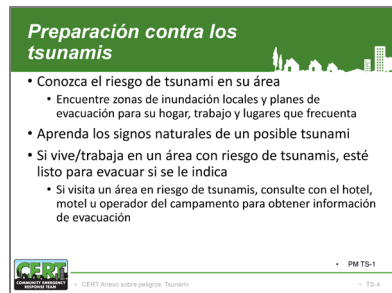 Preparación contra los
tsunamis
• Conozca el riesgo de tsunami en su área
• Encuentre zonas de inundación locales y planes de
evacuación para su hogar, trabajo y lugares que frecuenta
• Aprenda los signos naturales de un posible tsunami
• Si vive/trabaja en un área con riesgo de tsunami, esté
listo para evacuar si se le indica
• Si visita un área en riesgo de tsunami, consulte con el hotel,
motel u operador del campamento para obtener información
de evacuación
• PM TS-1
CERT
COMMUNITY EMERGENCY
RESPONSE TEAM
• CERT Anexo sobre peligros: Tsunami
• TS-4